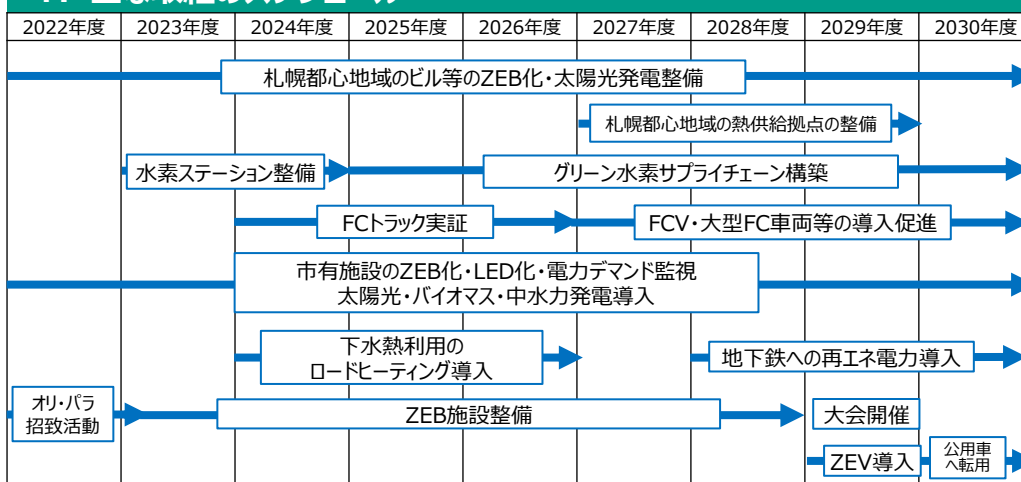 2022年度 2023年度 2024年度 2025年度 2026年度 2027年度 2028年度 2029年度 2030年度
札幌都心地域のビル等のZEB化・太陽光発電整備
札幌都心地域の熱供給拠点の整備
水素ステーション整備 グリーン水素サプライチェーン構築
FCトラック実証 FCV・大型FC車両等の導入促進
市有施設のZEB化・LED化・電力デマンド監視
太陽光・バイオマス・中水力発電導入
下水熱利用の
ロードヒーティング導入
地下鉄への再エネ電力導入
オリ・パラ
招致活動
ZEB施設整備
大会開催
ZEV導入
公用車
へ転用